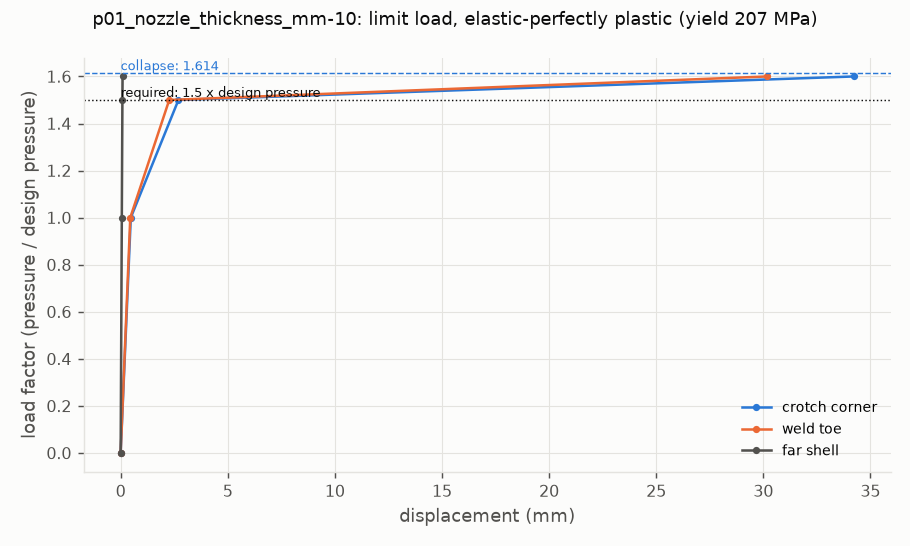 p01_nozzle_thickness_mm-10: limit load, elastic-perfectly plastic (yield 207 MPa)
collapse: 1.614
required: 1.5 x design pressure
load factor (pressure / design pressure)
1.6
1.4
1.2
1.0
0.8
0.6
0.4
0.2
0.0
crotch corner
weld toe
far shell
0 5 10 15 20 25 30 35
displacement (mm)